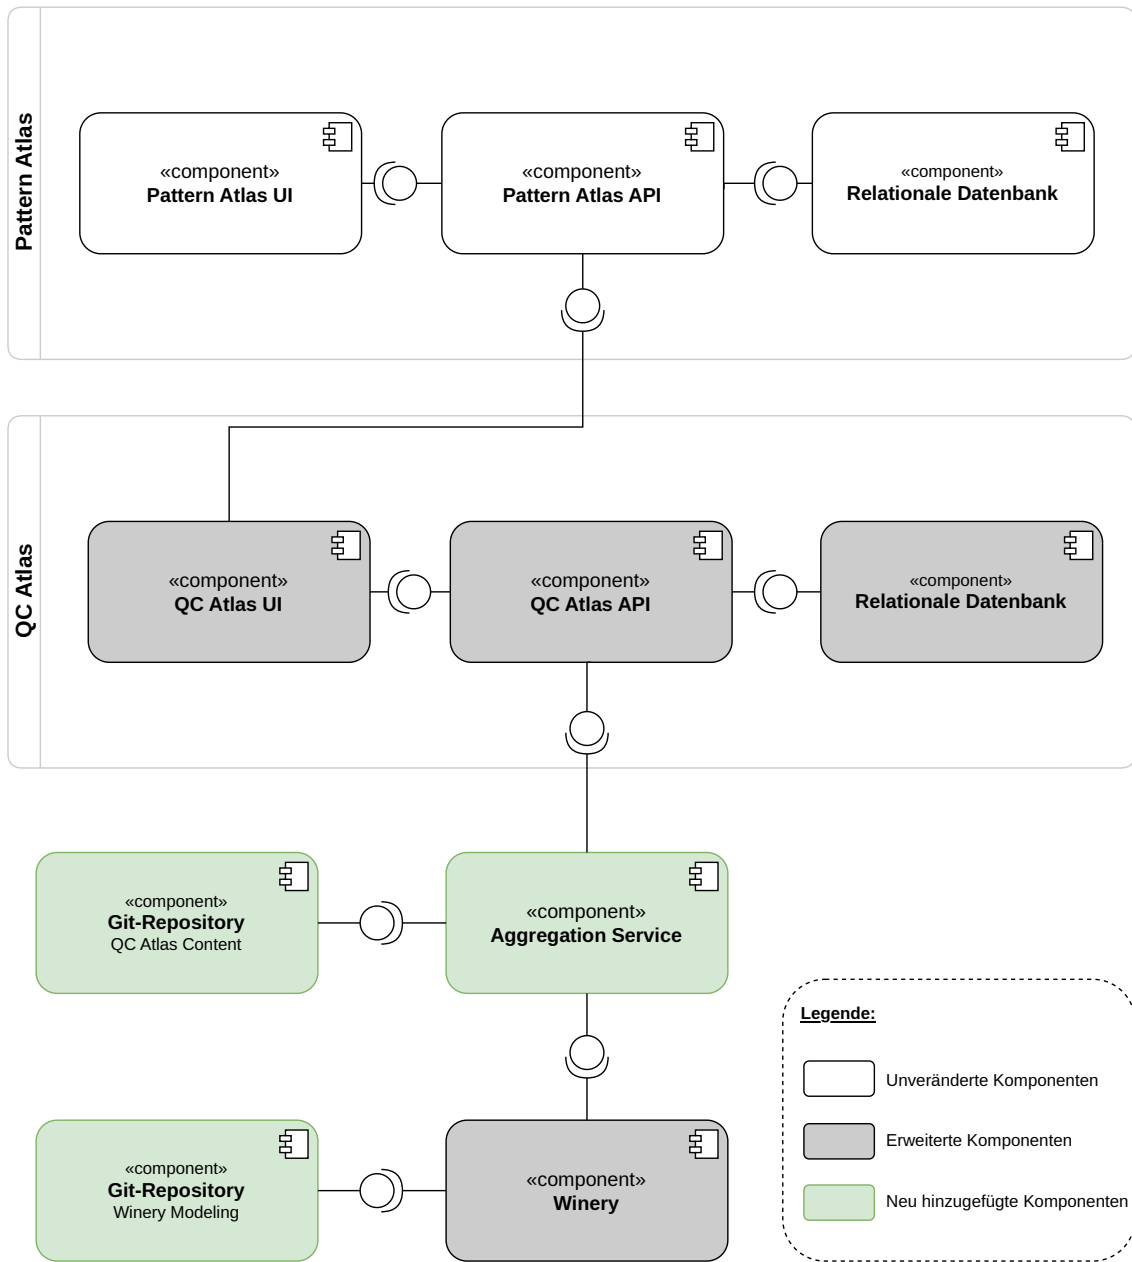 Pattern Atlas
«component»
Pattern Atlas UI
«component»
Pattern Atlas API
«component»
Relationale Datenbank
QC Atlas
«component»
QC Atlas UI
«component»
QC Atlas API
«component»
Relationale Datenbank
«component»
Git-Repository
QC Atlas Content
«component»
Aggregation Service
«component»
Git-Repository
Winery Modeling
«component»
Winery
Legende:
Unveränderte Komponenten
Erweiterte Komponenten
Neu hinzugefügte Komponenten